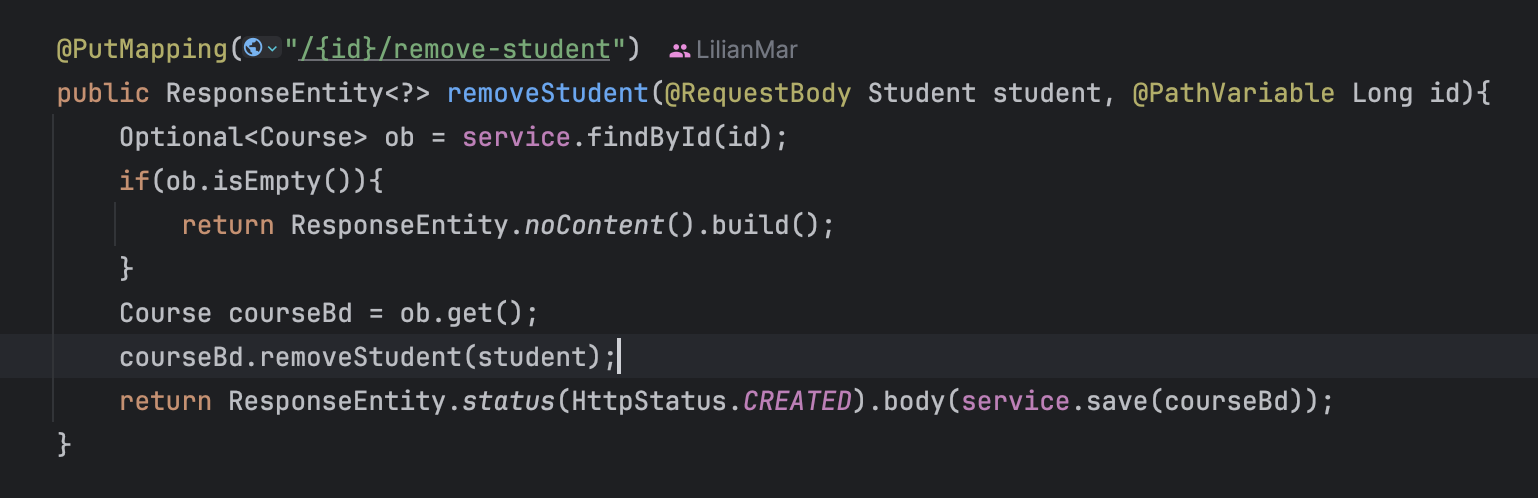 @PutMapping("/{id}/remove-student") LilianMar
public ResponseEntity<?> removeStudent(@RequestBody Student student, @PathVariable Long id){
    Optional<Course> ob = service.findById(id);
    if(ob.isEmpty()){
        return ResponseEntity.noContent().build();
    }
    Course courseBd = ob.get();
    courseBd.removeStudent(student);
    return ResponseEntity.status(HttpStatus.CREATED).body(service.save(courseBd));
}